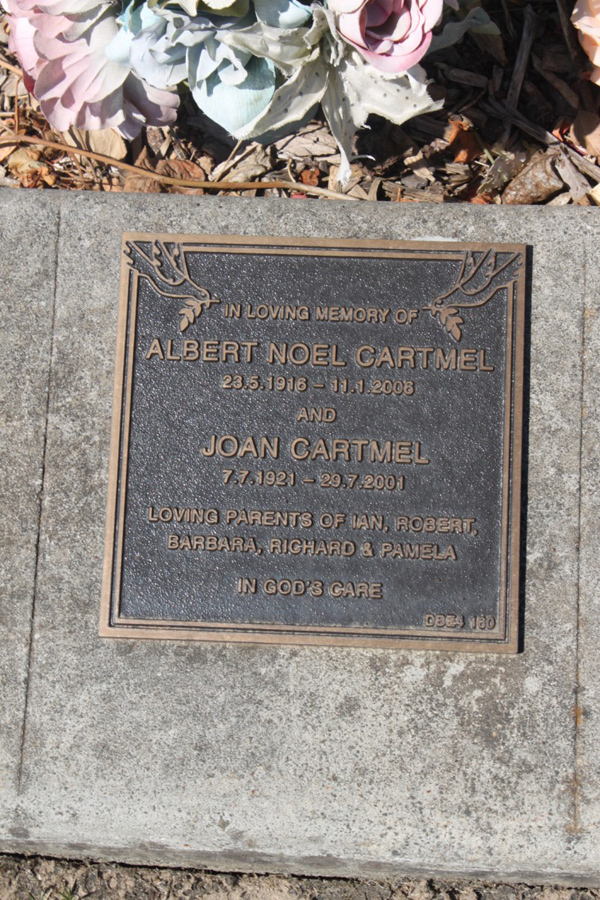 IN LOVING MEMORY OF
ALBERT NOEL CARTMEL
23.5.1916 – 11.1.2006
AND
JOAN CARTMEL
7.7.1921 – 29.7.2001
LOVING PARENTS OF IAN, ROBERT,
BARBARA, RICHARD & PAMELA
IN GOD'S CARE
160